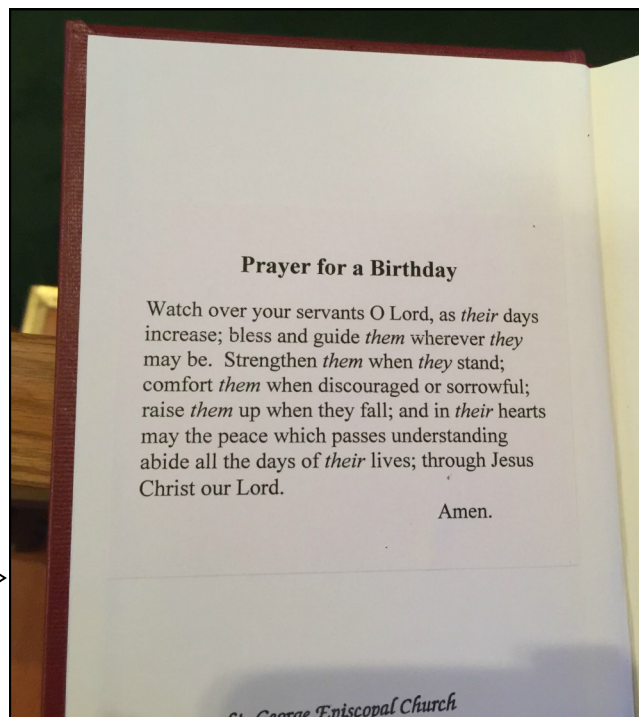 Prayer for a Birthday
Watch over your servants O Lord, as their days
increase; bless and guide them wherever they
may be. Strengthen them when they stand;
comfort them when discouraged or sorrowful;
raise them up when they fall; and in their hearts
may the peace which passes understanding
abide all the days of their lives; through Jesus
Christ our Lord.
Amen.
St. George Episcopal Church